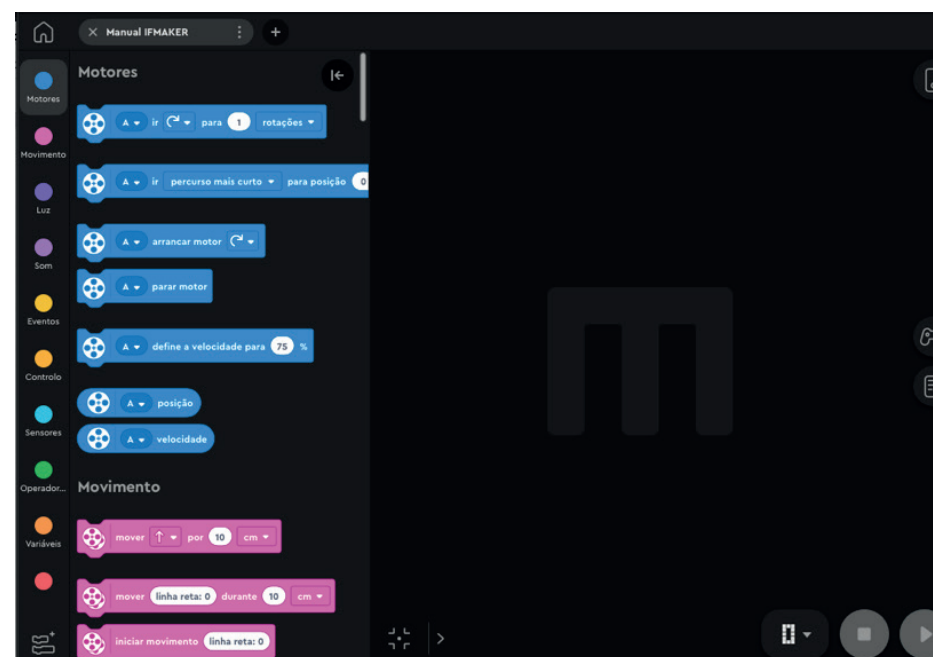 Manual IFMAKER
Motores
Motores
A ir para 1 rotações
Movimento
A ir percurso mais curto para posição 0
Luz
A arrancar motor
Som
A parar motor
Eventos
A define a velocidade para 75 %
Controlo
A posição
Sensores
A velocidade
Operador...
Movimento
mover por 10 cm
Variáveis
mover linha reta: 0 durante 10 cm
iniciar movimento linha reta: 0